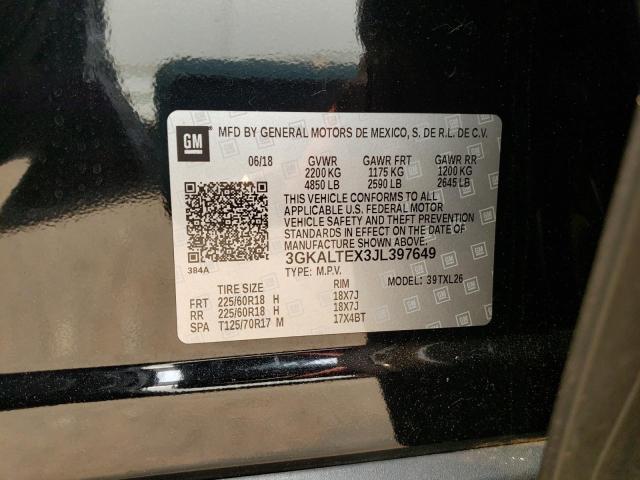 GM
MFD BY GENERAL MOTORS DE MEXICO, S. DE R.L. DE C.V.
06/18 GVWR GAWR FRT GAWR RR
2200 KG 1175 KG 1200 KG
4850 LB 2590 LB 2645 LB
THIS VEHICLE CONFORMS TO ALL
APPLICABLE U.S. FEDERAL MOTOR
VEHICLE SAFETY AND THEFT PREVENTION
STANDARDS IN EFFECT ON THE DATE OF
MANUFACTURE SHOWN ABOVE.
384A
3GKALTEX3JL397649
TYPE: M.P.V. MODEL: 39TXL26
TIRE SIZE RIM
FRT 225/60R18 H 18X7J
RR 225/60R18 H 18X7J
SPA T125/70R17 M 17X4BT